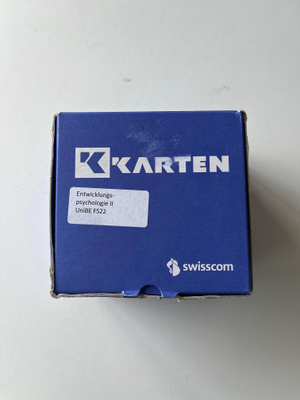 KARTEN
Entwicklungs-
psychologie II
UniBE FS22
swisscom